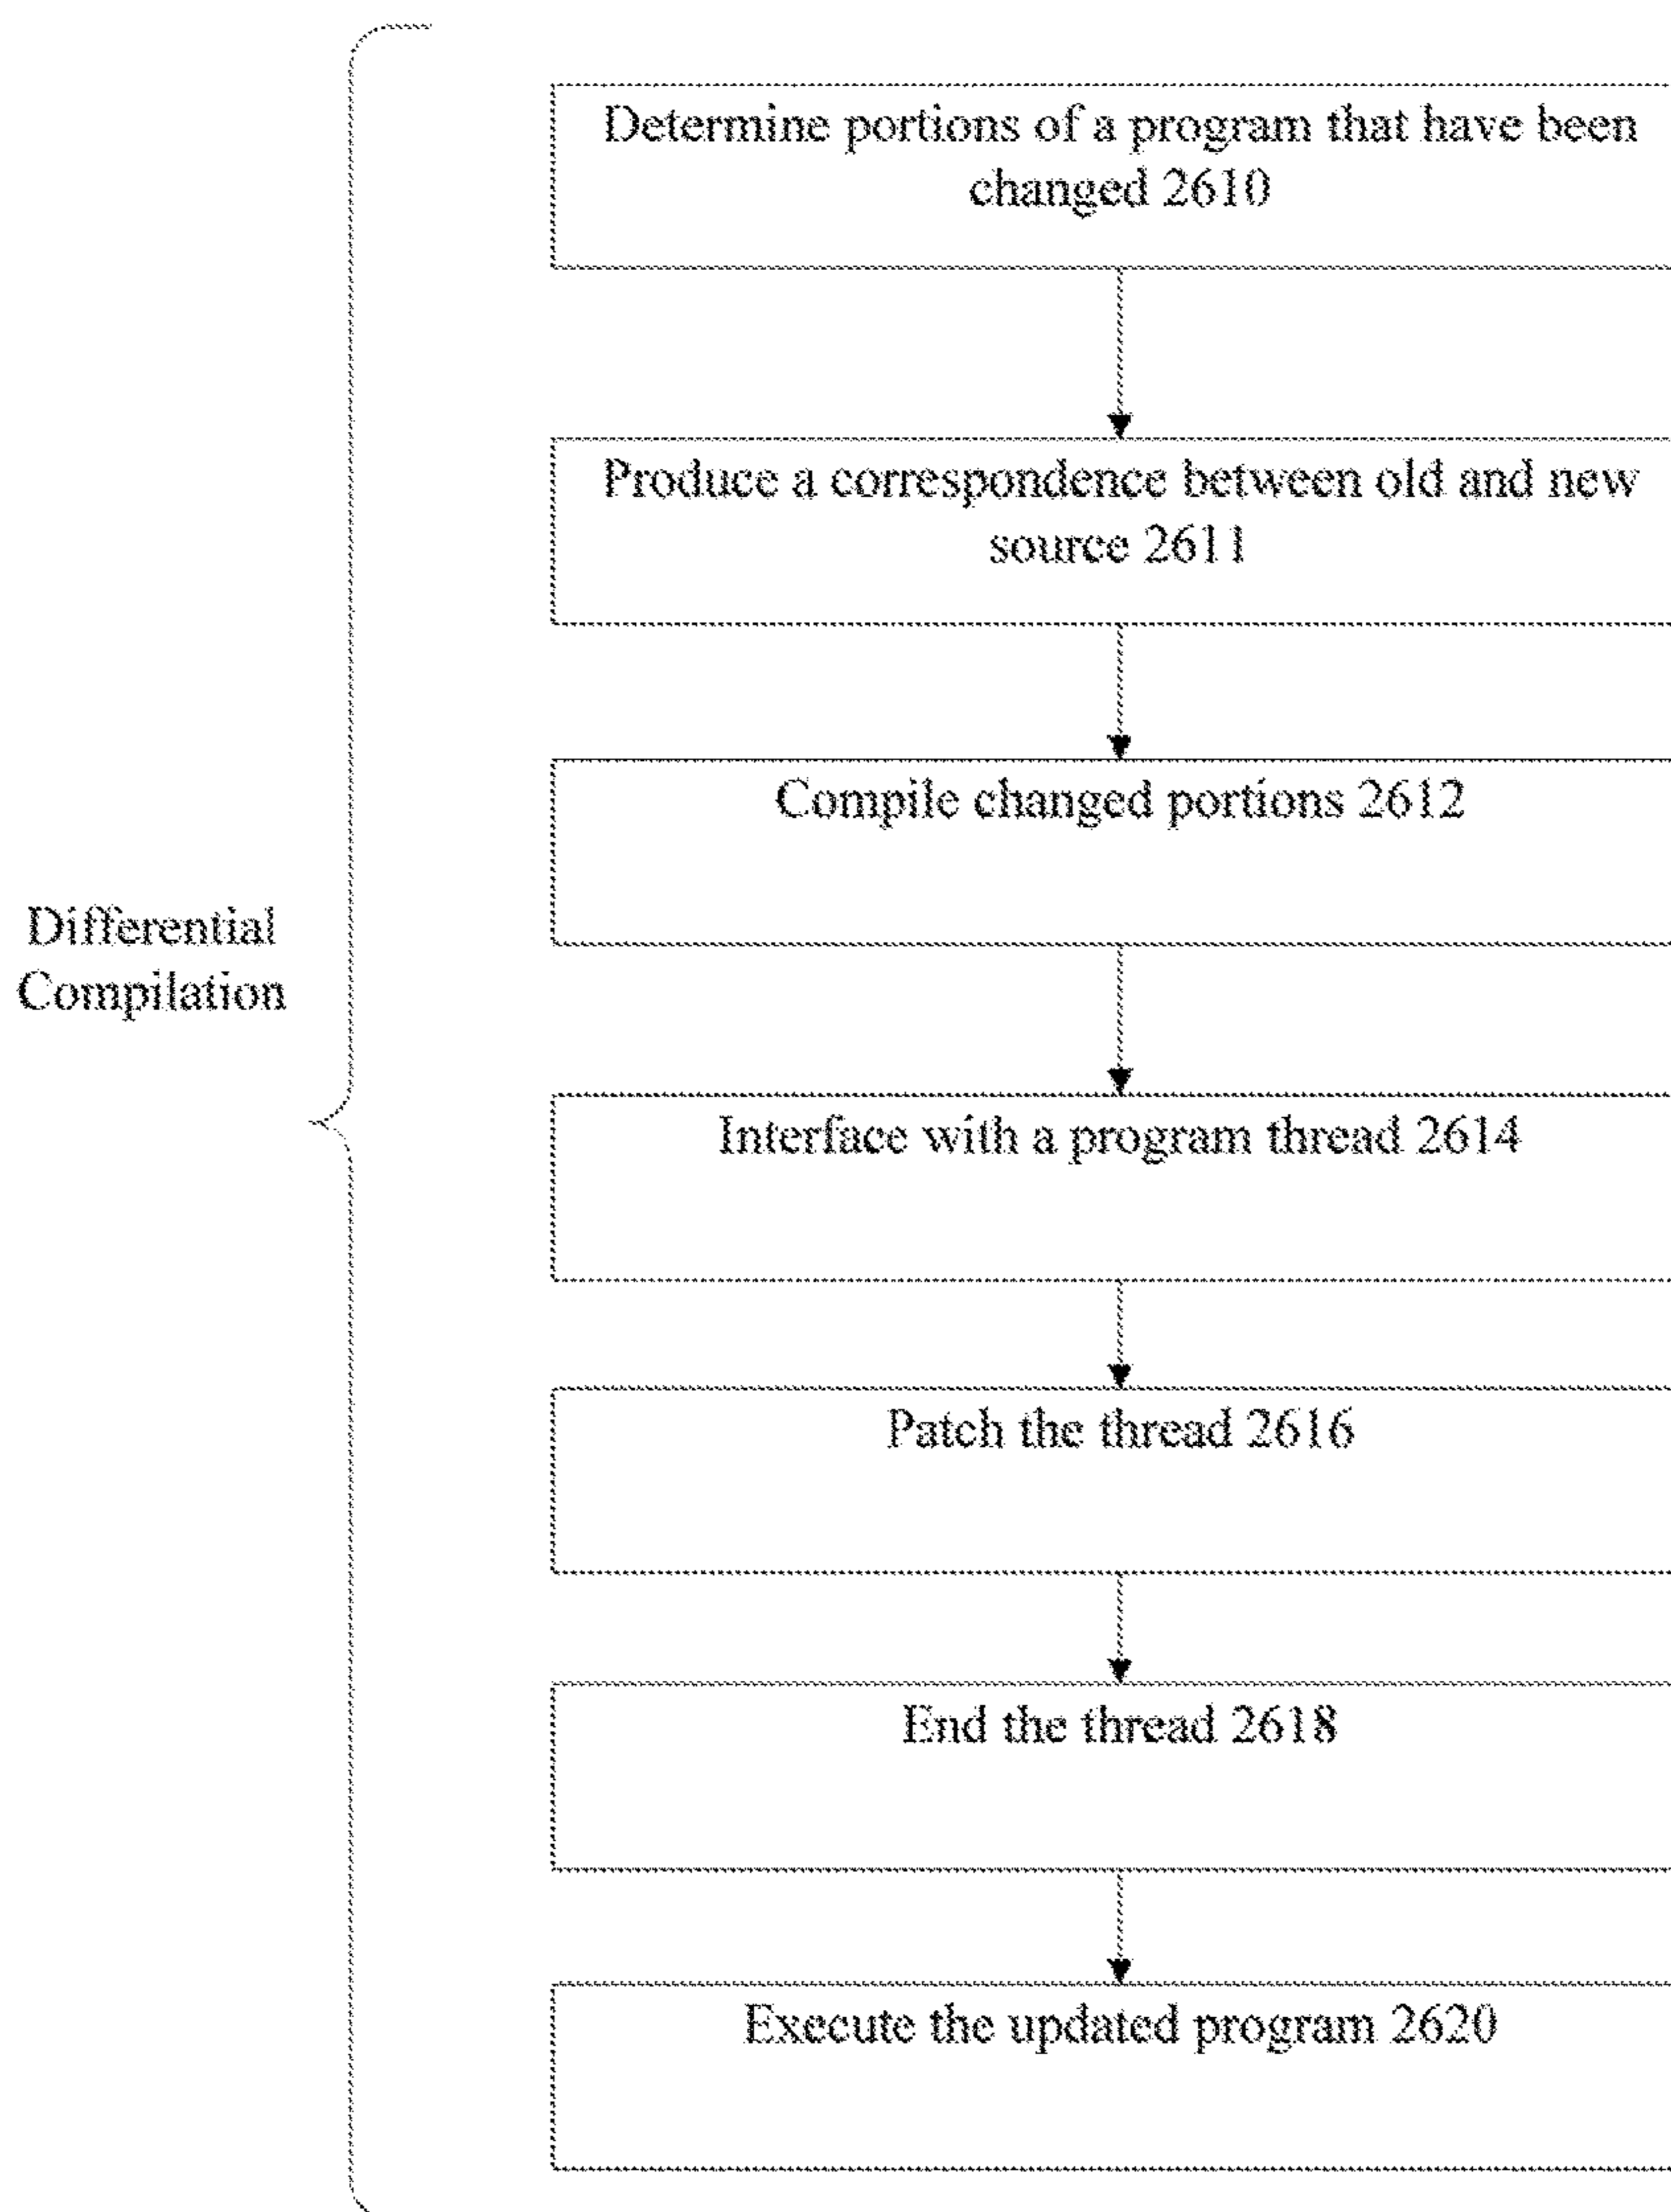 Determine portions of a program that have been
changed 2610
Produce a correspondence between old and new
source 2611
Compile changed portions 2612
Differential
Compilation
Interface with a program thread 2614
Patch the thread 2616
End the thread 2618
Execute the updated program 2620